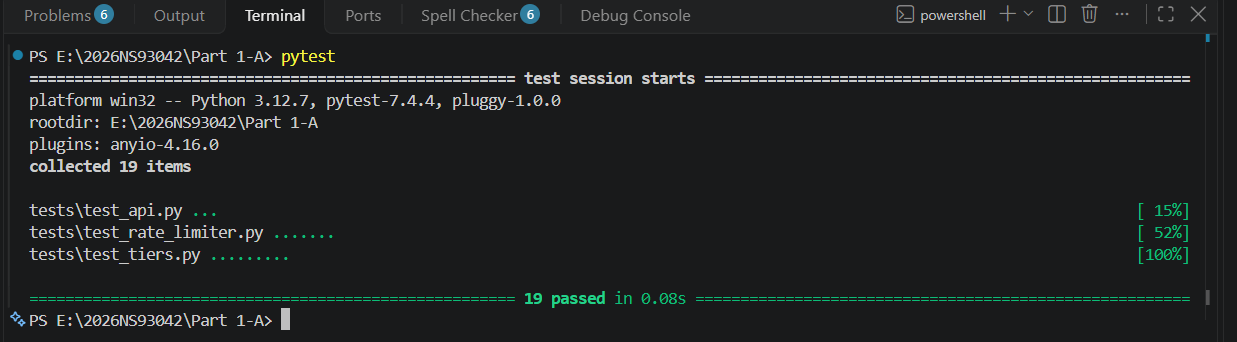 Problems 6 Output Terminal Ports Spell Checker 6 Debug Console powershell
PS E:\2026NS93042\Part 1-A> pytest
====================================================== test session starts ======================================================
platform win32 -- Python 3.12.7, pytest-7.4.4, pluggy-1.0.0
rootdir: E:\2026NS93042\Part 1-A
plugins: anyio-4.16.0
collected 19 items
tests\test_api.py ... [ 15%]
tests\test_rate_limiter.py ....... [ 52%]
tests\test_tiers.py ......... [100%]
====================================================== 19 passed in 0.08s =======================================================
PS E:\2026NS93042\Part 1-A>